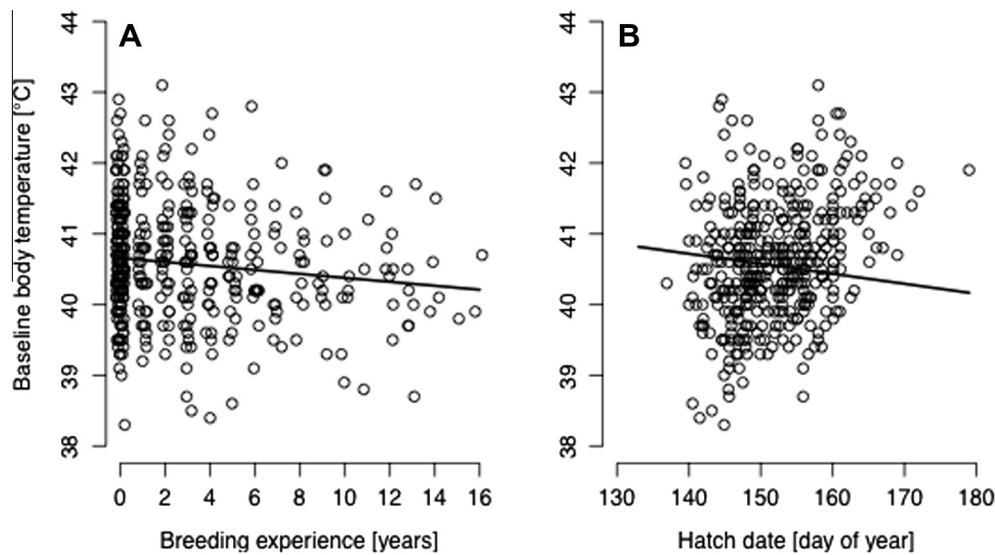 A
B
Baseline body temperature [°C]
44
43
42
41
40
39
38
0 2 4 6 8 10 12 14 16
Breeding experience [years]
44
43
42
41
40
39
38
130 140 150 160 170 180
Hatch date [day of year]